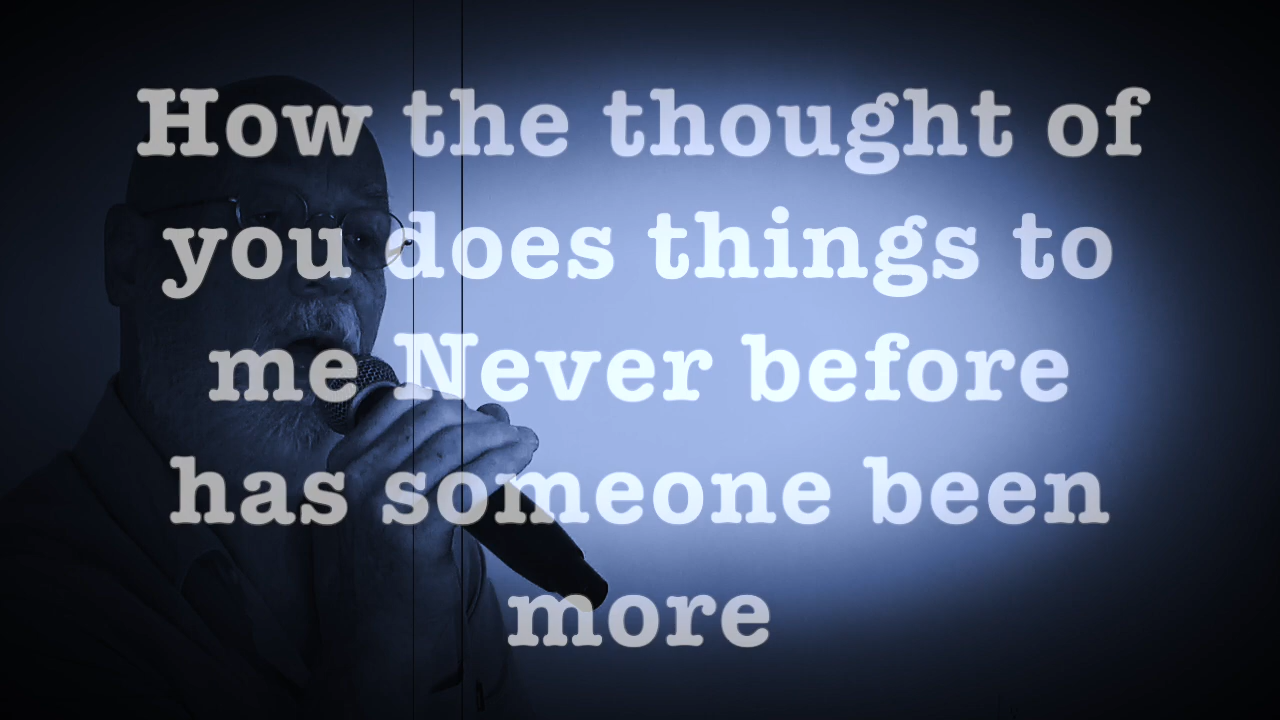 How the thought of
you does things to
me Never before
has someone been
more